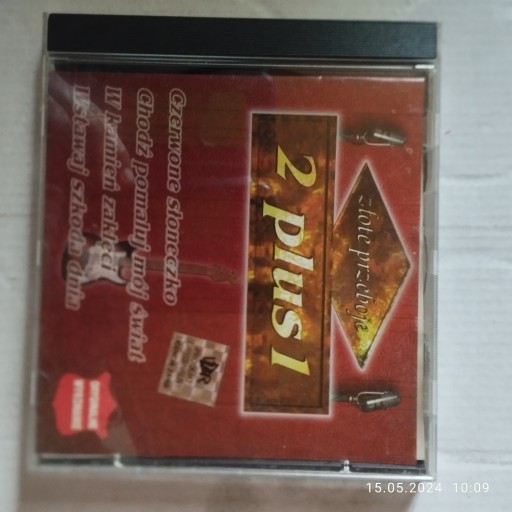 złote przeboje
2 plus 1
Czerwone słoneczko
Chodź pomaluj mój świat
W kamień zaklęci
Wstawaj szkoda dnia
15.05.2024 10:09